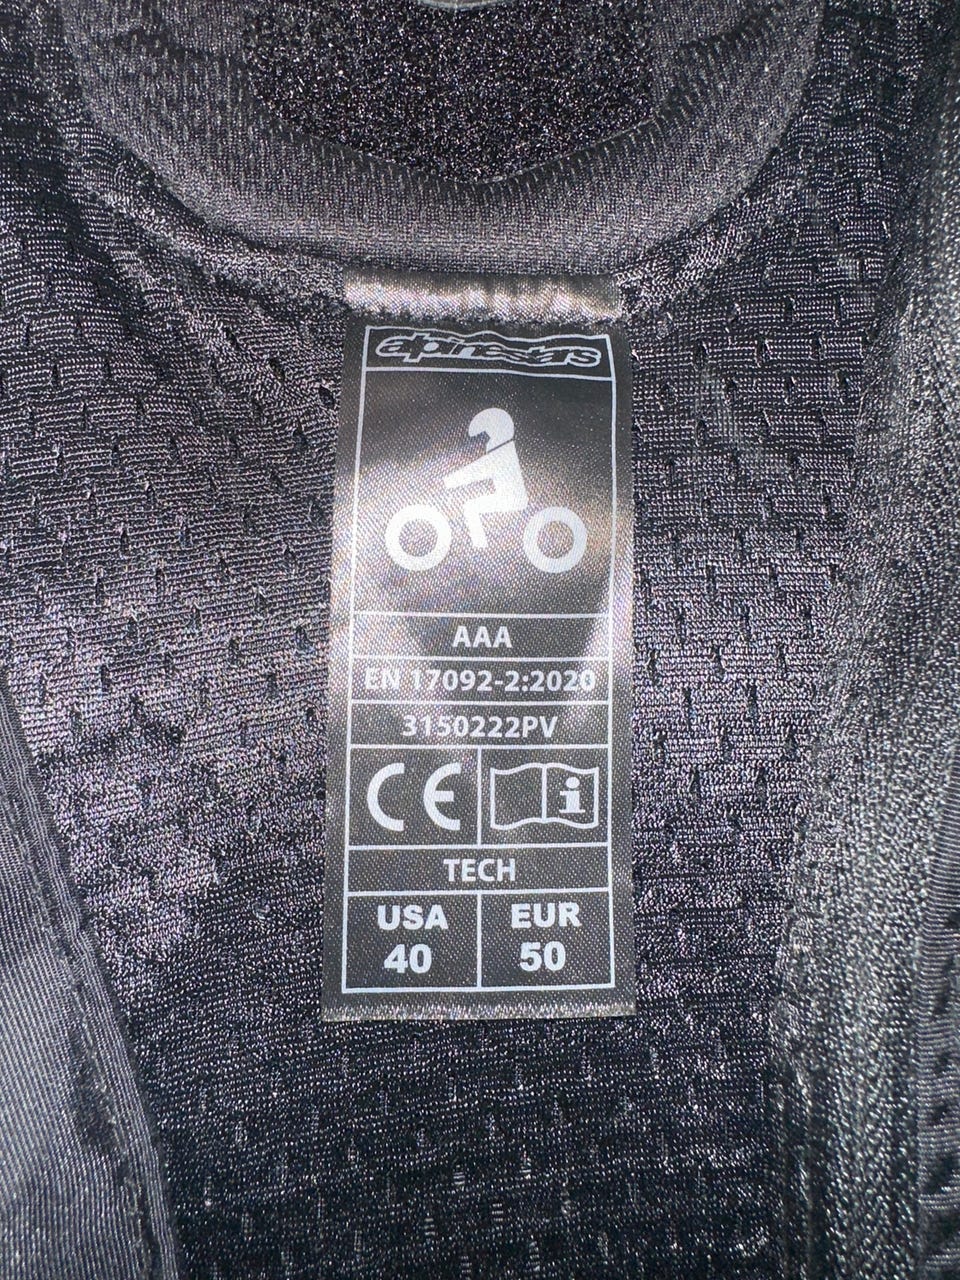 alpinestars
AAA
EN 17092-2:2020
3150222PV
CE i
TECH
USA EUR
40 50